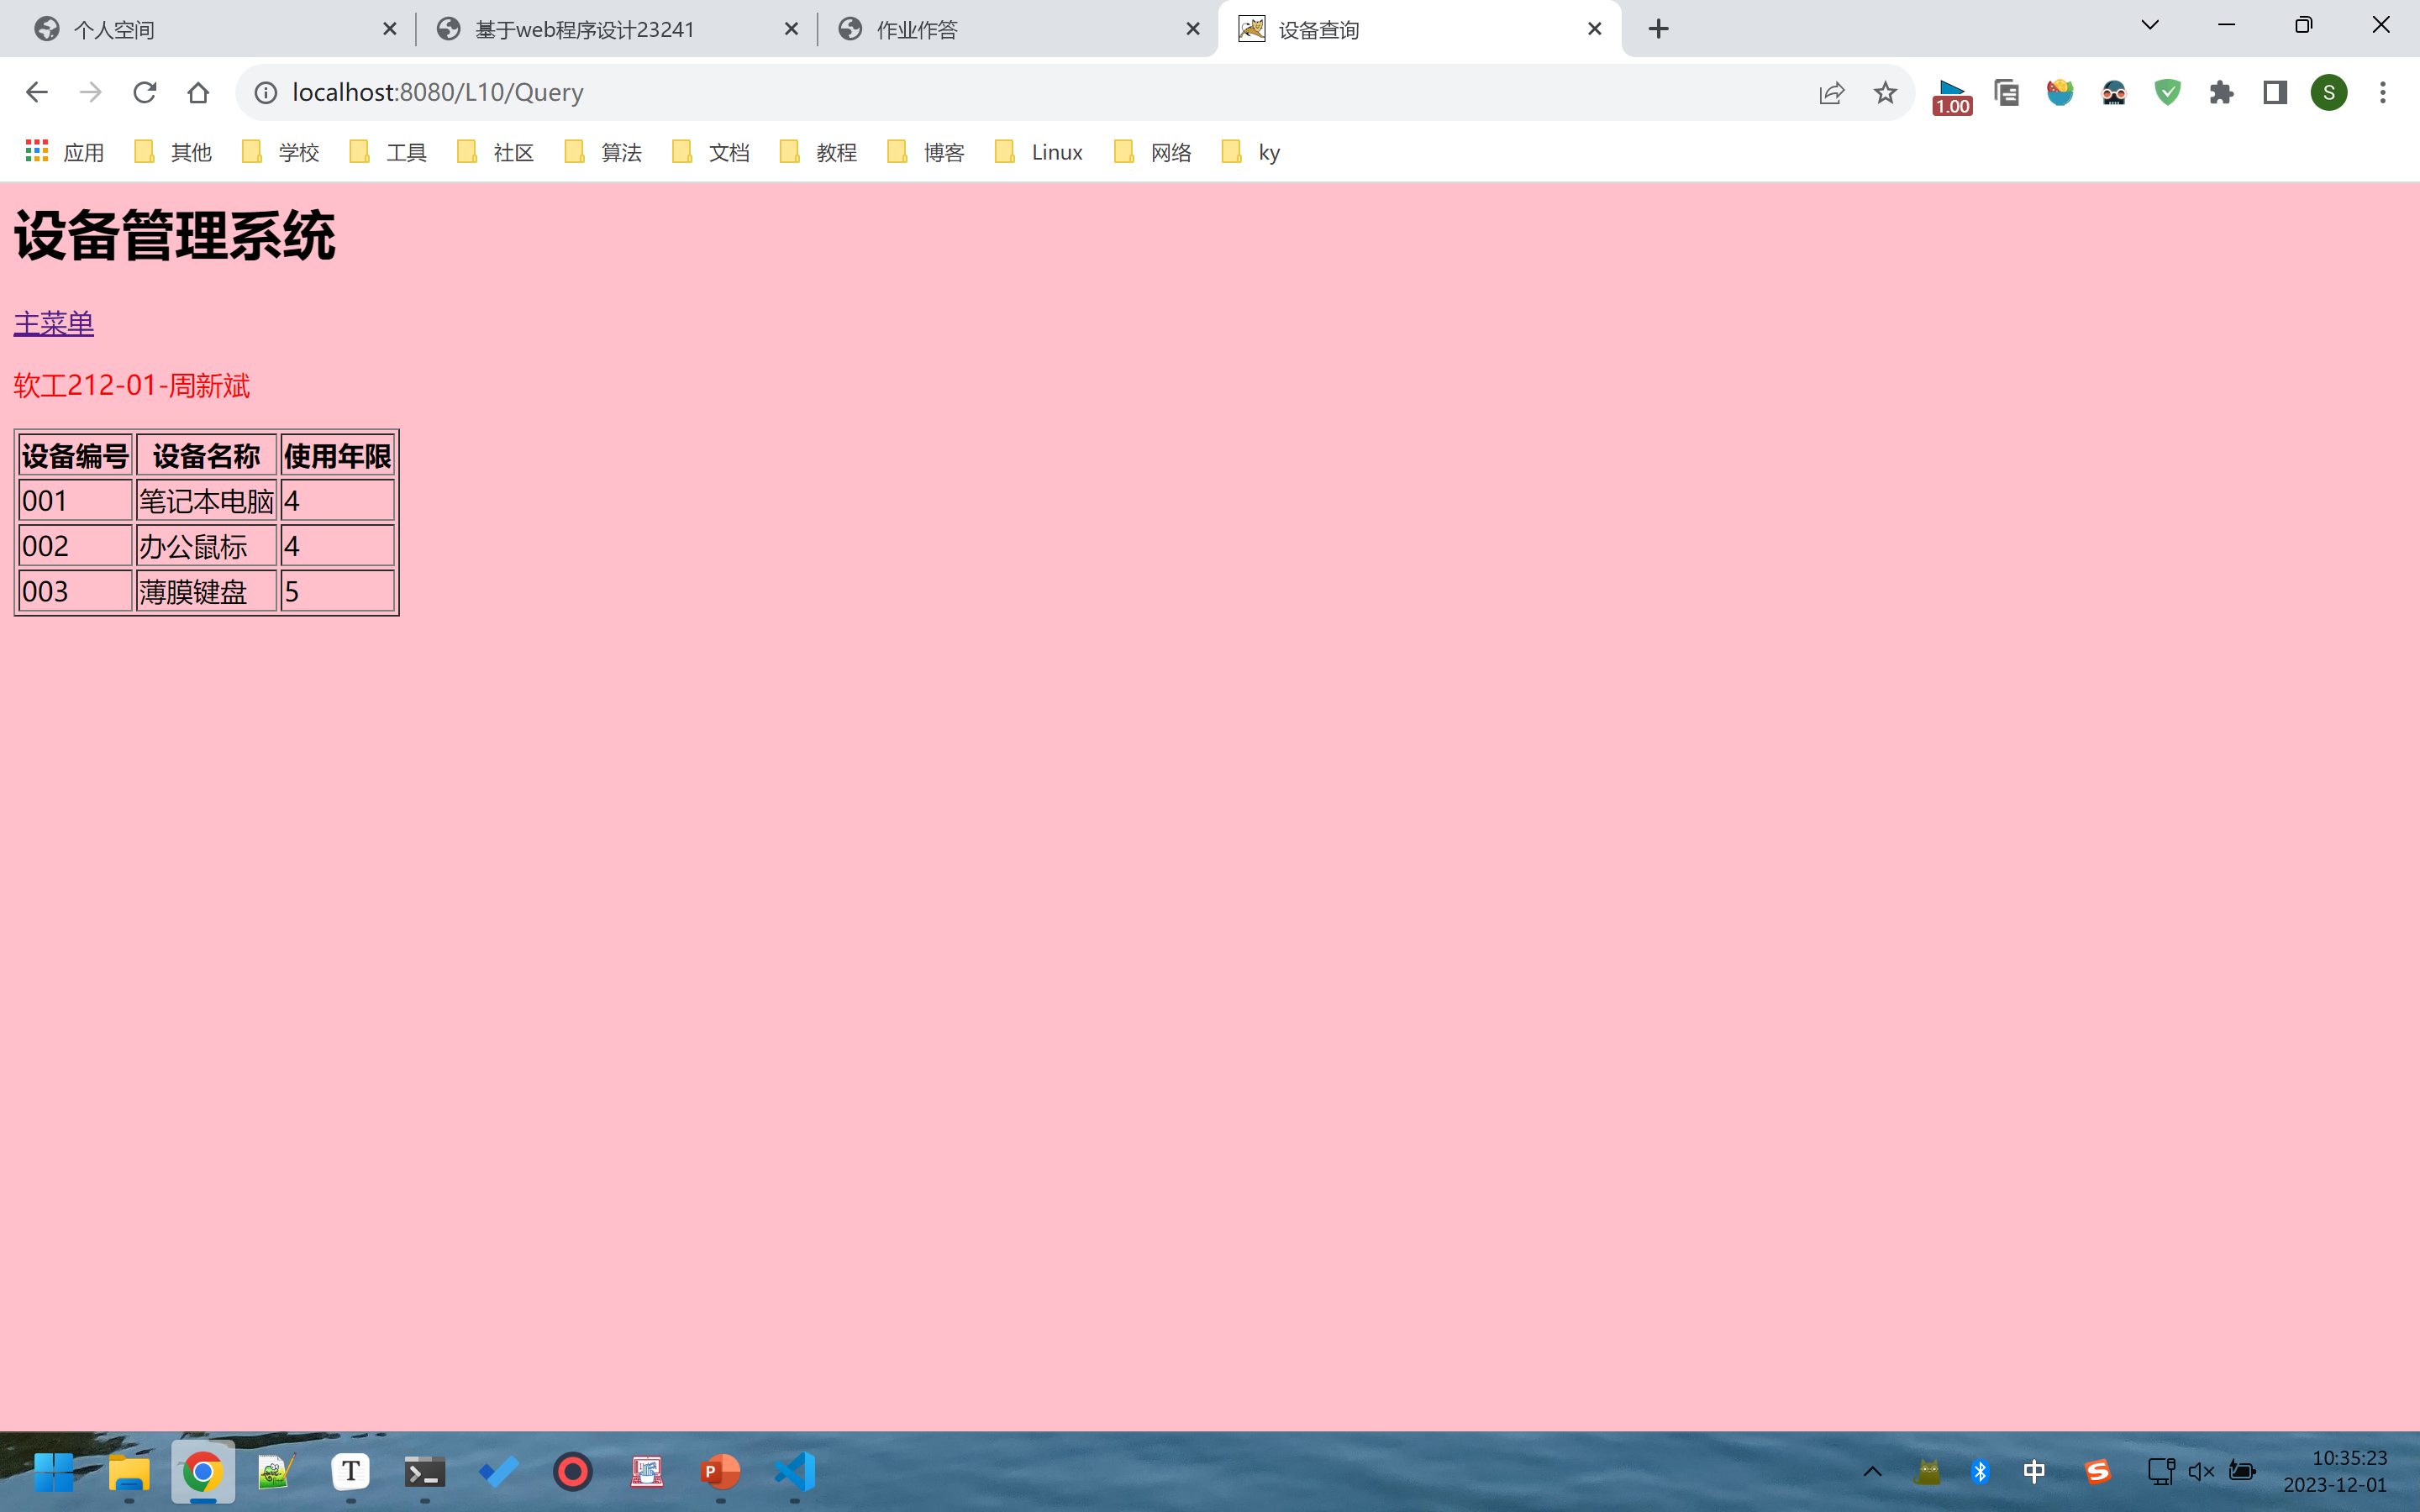 个人空间
基于web程序设计23241
作业作答
设备查询
localhost:8080/L10/Query
1.00
S
应用
其他
学校
工具
社区
算法
文档
教程
博客
Linux
网络
ky
设备管理系统
主菜单
软工212-01-周新斌
设备编号 设备名称 使用年限
001 笔记本电脑 4
002 办公鼠标 4
003 薄膜键盘 5
T
P
中
S
10:35:23
2023-12-01